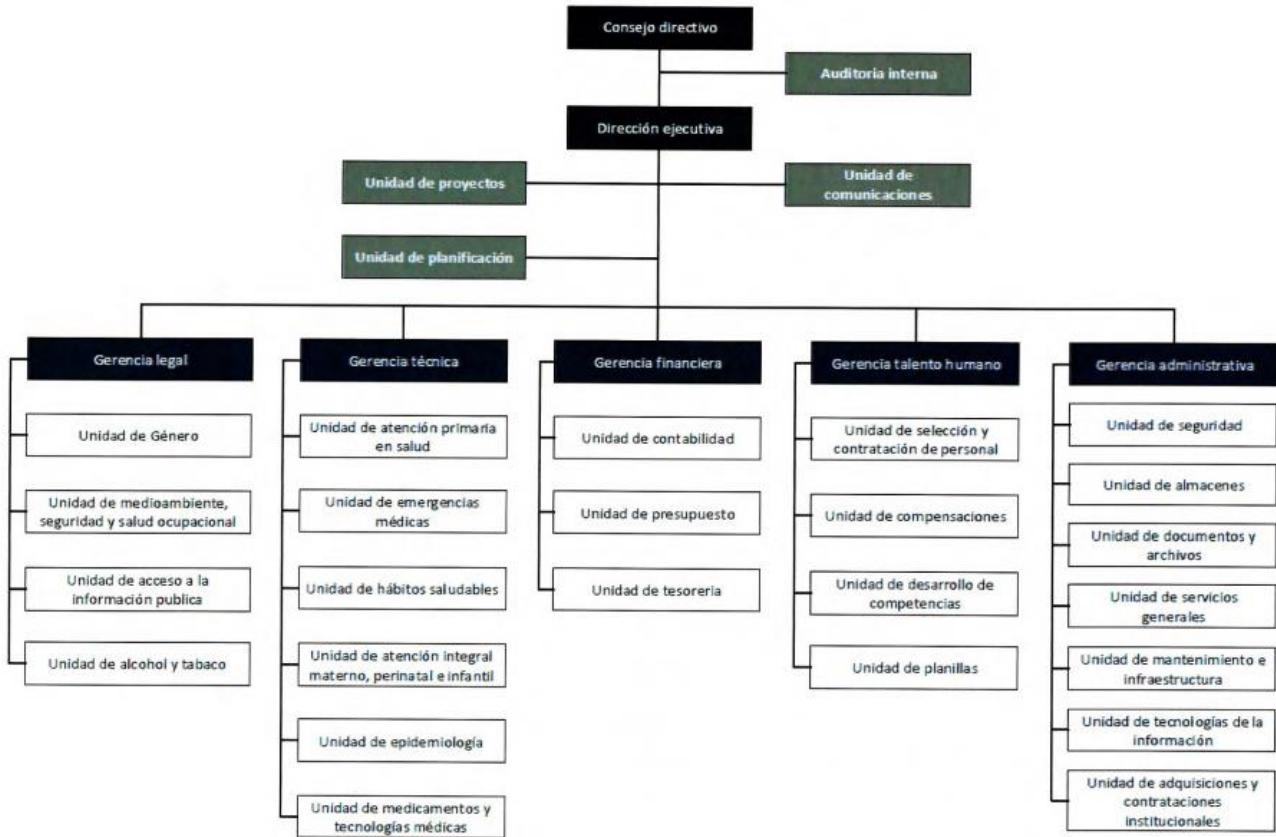 Consejo directivo
Auditoria interna
Dirección ejecutiva
Unidad de proyectos
Unidad de
comunicaciones
Unidad de planificación
Gerencia legal
Unidad de Género
Unidad de medioambiente,
seguridad y salud ocupacional
Unidad de acceso a la
información publica
Unidad de alcohol y tabaco
Gerencia técnica
Unidad de atención primaria
en salud
Unidad de emergencias
médicas
Unidad de hábitos saludables
Unidad de atención integral
materno, perinatal e infantil
Unidad de epidemiología
Unidad de medicamentos y
tecnologías médicas
Gerencia financiera
Unidad de contabilidad
Unidad de presupuesto
Unidad de tesorería
Gerencia talento humano
Unidad de selección y
contratación de personal
Unidad de compensaciones
Unidad de desarrollo de
competencias
Unidad de planillas
Gerencia administrativa
Unidad de seguridad
Unidad de almacenes
Unidad de documentos y
archivos
Unidad de servicios
generales
Unidad de mantenimiento e
infraestructura
Unidad de tecnologías de la
información
Unidad de adquisiciones y
contrataciones
institucionales